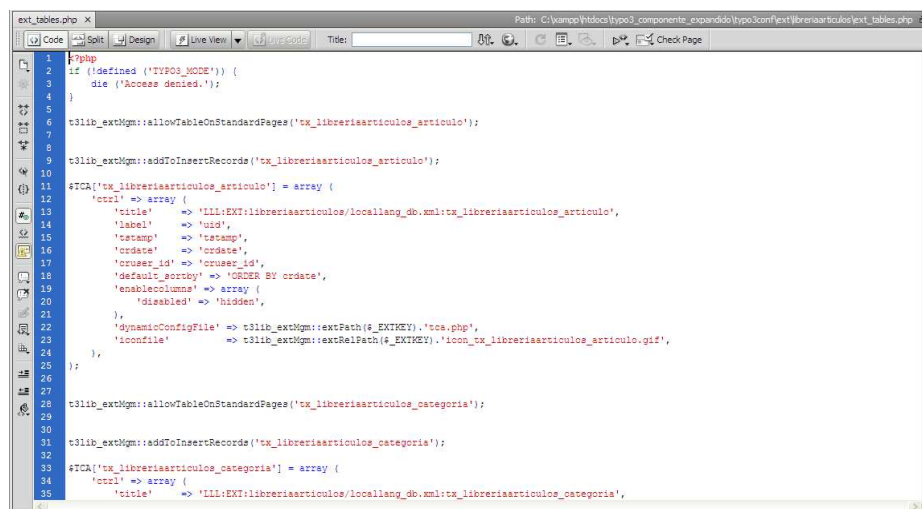 ext_tables.php ×
Path: C:\xampp\htdocs\typo3_componente_expandido\typo3conf\ext\libreriaarticulos\ext_tables.php
Code Split Design Live View Live Code Title: Check Page
1 <?php
2 if (!defined ('TYPO3_MODE')) {
3 die ('Access denied.');
4 }
5
6 t3lib_extMgm::allowTableOnStandardPages('tx_libreriaarticulos_articulo');
7
8
9 t3lib_extMgm::addToInsertRecords('tx_libreriaarticulos_articulo');
10
11 $TCA['tx_libreriaarticulos_articulo'] = array (
12 'ctrl' => array (
13 'title' => 'LLL:EXT:libreriaarticulos/locallang_db.xml:tx_libreriaarticulos_articulo',
14 'label' => 'uid',
15 'tstamp' => 'tstamp',
16 'crdate' => 'crdate',
17 'cruser_id' => 'cruser_id',
18 'default_sortby' => 'ORDER BY crdate',
19 'enablecolumns' => array (
20 'disabled' => 'hidden',
21 ),
22 'dynamicConfigFile' => t3lib_extMgm::extPath($_EXTKEY).'tca.php',
23 'iconfile' => t3lib_extMgm::extRelPath($_EXTKEY).'icon_tx_libreriaarticulos_articulo.gif',
24 ),
25 );
26
27
28 t3lib_extMgm::allowTableOnStandardPages('tx_libreriaarticulos_categoria');
29
30
31 t3lib_extMgm::addToInsertRecords('tx_libreriaarticulos_categoria');
32
33 $TCA['tx_libreriaarticulos_categoria'] = array (
34 'ctrl' => array (
35 'title' => 'LLL:EXT:libreriaarticulos/locallang_db.xml:tx_libreriaarticulos_categoria',